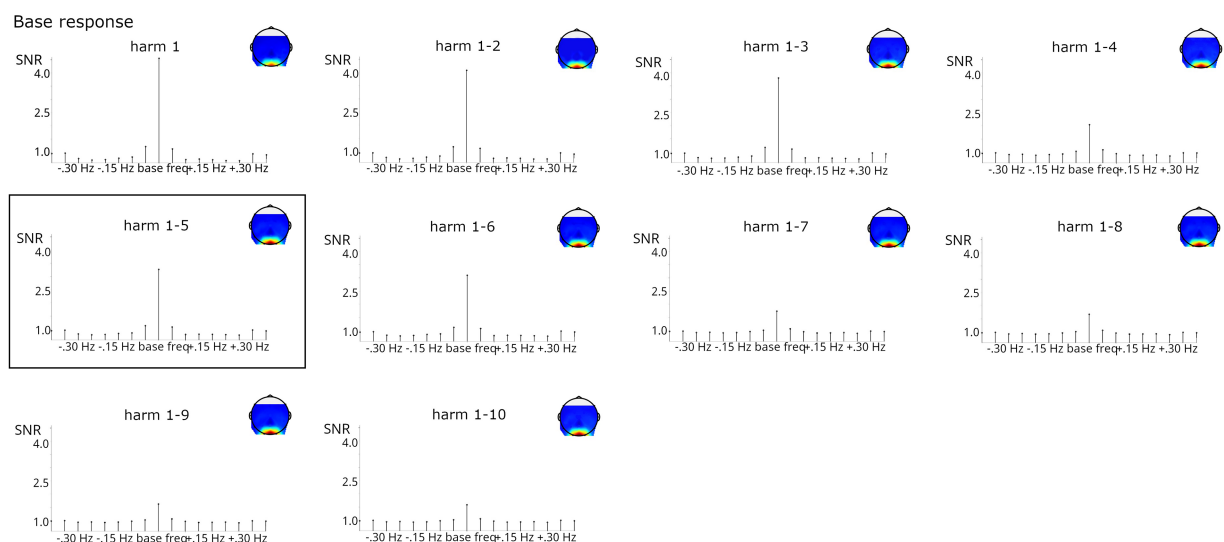 Base response
harm 1
SNR
4.0
2.5
1.0
-.30 Hz -.15 Hz base freq+.15 Hz +.30 Hz
harm 1-2
SNR
4.0
2.5
1.0
-.30 Hz -.15 Hz base freq+.15 Hz +.30 Hz
harm 1-3
SNR
4.0
2.5
1.0
-.30 Hz -.15 Hz base freq+.15 Hz +.30 Hz
harm 1-4
SNR
4.0
2.5
1.0
-.30 Hz -.15 Hz base freq+.15 Hz +.30 Hz
harm 1-5
SNR
4.0
2.5
1.0
-.30 Hz -.15 Hz base freq+.15 Hz +.30 Hz
harm 1-6
SNR
4.0
2.5
1.0
-.30 Hz -.15 Hz base freq+.15 Hz +.30 Hz
harm 1-7
SNR
4.0
2.5
1.0
-.30 Hz -.15 Hz base freq+.15 Hz +.30 Hz
harm 1-8
SNR
4.0
2.5
1.0
-.30 Hz -.15 Hz base freq+.15 Hz +.30 Hz
harm 1-9
SNR
4.0
2.5
1.0
-.30 Hz -.15 Hz base freq+.15 Hz +.30 Hz
harm 1-10
SNR
4.0
2.5
1.0
-.30 Hz -.15 Hz base freq+.15 Hz +.30 Hz